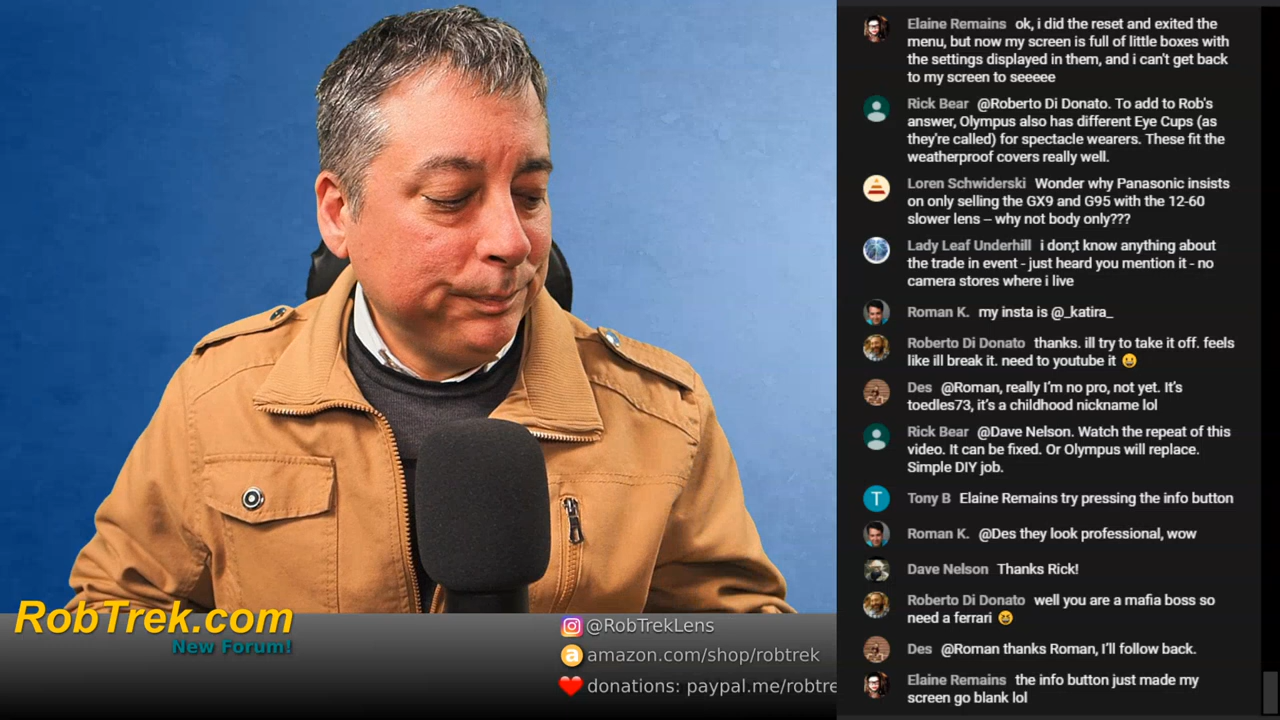 Elaine Remains ok, i did the reset and exited the
menu, but now my screen is full of little boxes with
the settings displayed in them, and i can't get back
to my screen to seeeee
Rick Bear @Roberto Di Donato. To add to Rob's
answer, Olympus also has different Eye Cups (as
they're called) for spectacle wearers. These fit the
weatherproof covers really well.
Loren Schwiderski Wonder why Panasonic insists
on only selling the GX9 and G95 with the 12-60
slower lens -- why not body only???
Lady Leaf Underhill i don;t know anything about
the trade in event - just heard you mention it - no
camera stores where i live
Roman K. my insta is @_katira_
Roberto Di Donato thanks. ill try to take it off. feels
like ill break it. need to youtube it 😀
Des @Roman, really I'm no pro, not yet. It's
toedles73, it's a childhood nickname lol
Rick Bear @Dave Nelson. Watch the repeat of this
video. It can be fixed. Or Olympus will replace.
Simple DIY job.
T
Tony B Elaine Remains try pressing the info button
Roman K. @Des they look professional, wow
Dave Nelson Thanks Rick!
Roberto Di Donato well you are a mafia boss so
need a ferrari 😆
Des @Roman thanks Roman, I'll follow back.
Elaine Remains the info button just made my
screen go blank lol
RobTrek.com
New Forum!
@RobTrekLens
a amazon.com/shop/robtrek
donations: paypal.me/robtre